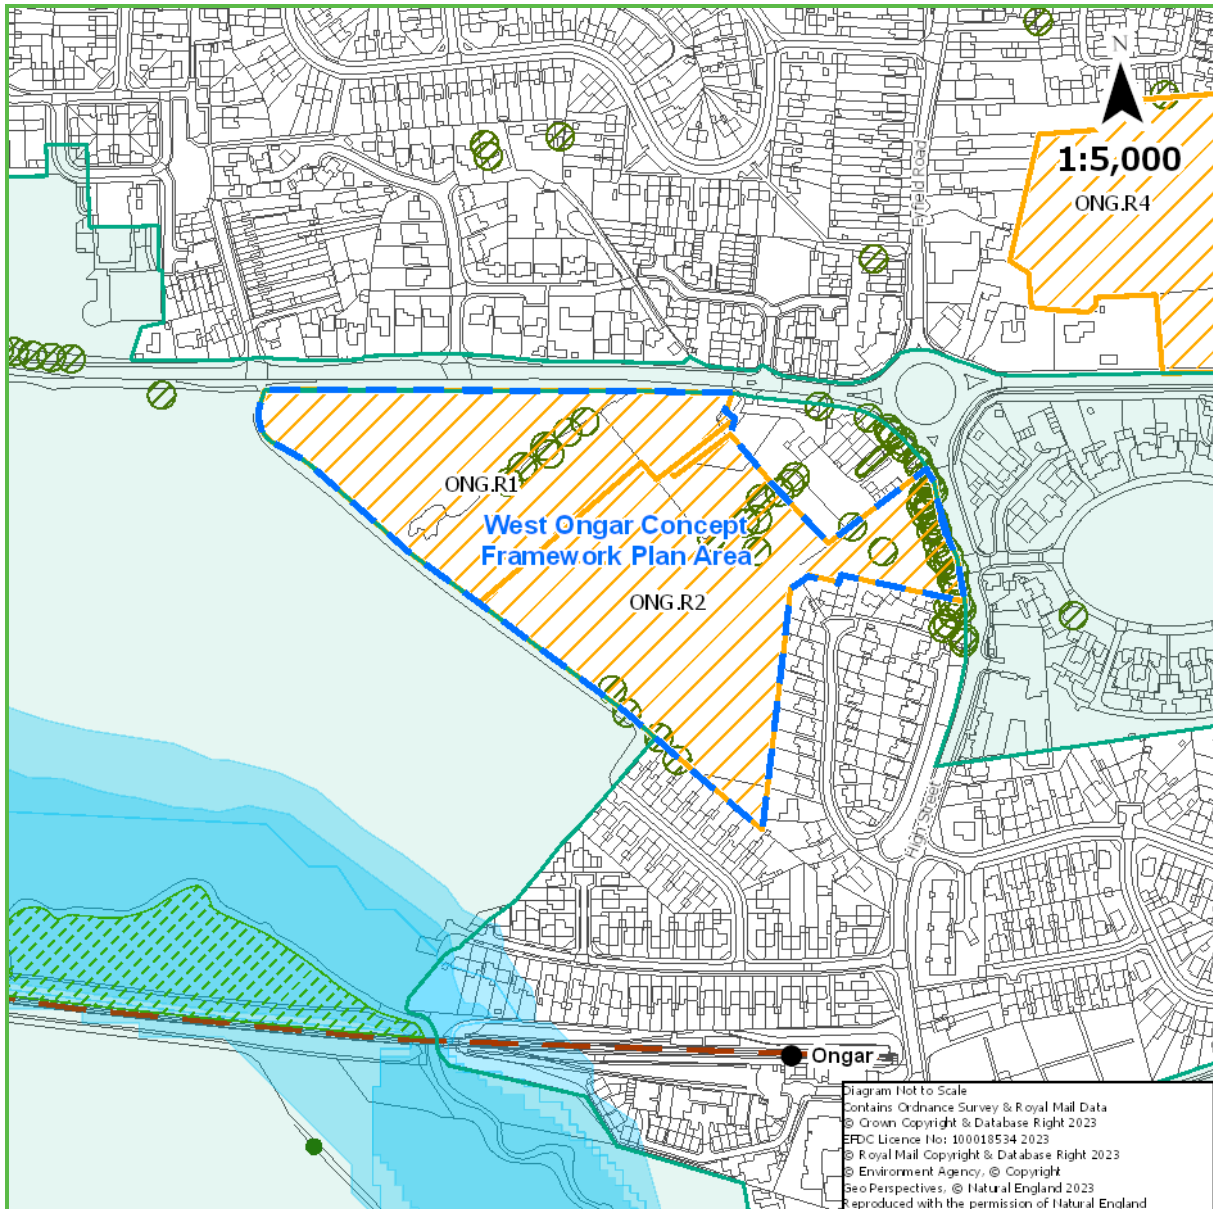 N
1:5,000
ONG.R4
Fyfield Road
ONG.R1
West Ongar Concept
Framework Plan Area
ONG.R2
High Street
Ongar
Diagram Not to Scale
Contains Ordnance Survey & Royal Mail Data
© Crown Copyright & Database Right 2023
EFDC Licence No: 100018534 2023
© Royal Mail Copyright & Database Right 2023
© Environment Agency, © Copyright
Geo Perspectives, © Natural England 2023
Reproduced with the permission of Natural England